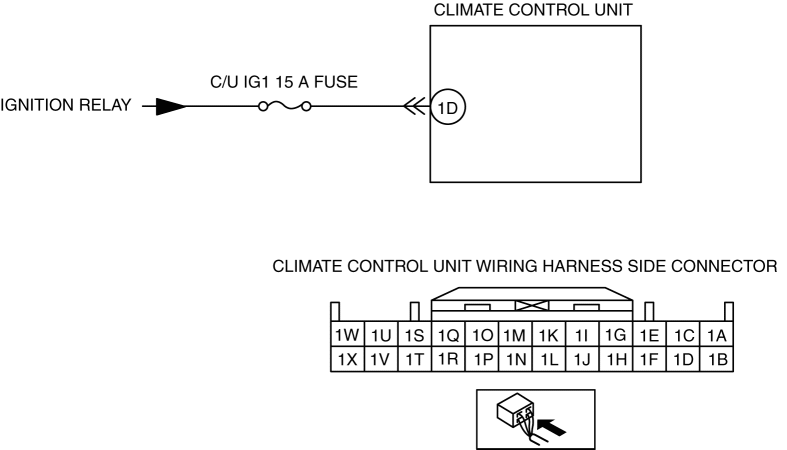 CLIMATE CONTROL UNIT
C/U IG1 15 A FUSE
IGNITION RELAY
1D
CLIMATE CONTROL UNIT WIRING HARNESS SIDE CONNECTOR
1W 1U 1S 1Q 1O 1M 1K 1I 1G 1E 1C 1A
1X 1V 1T 1R 1P 1N 1L 1J 1H 1F 1D 1B